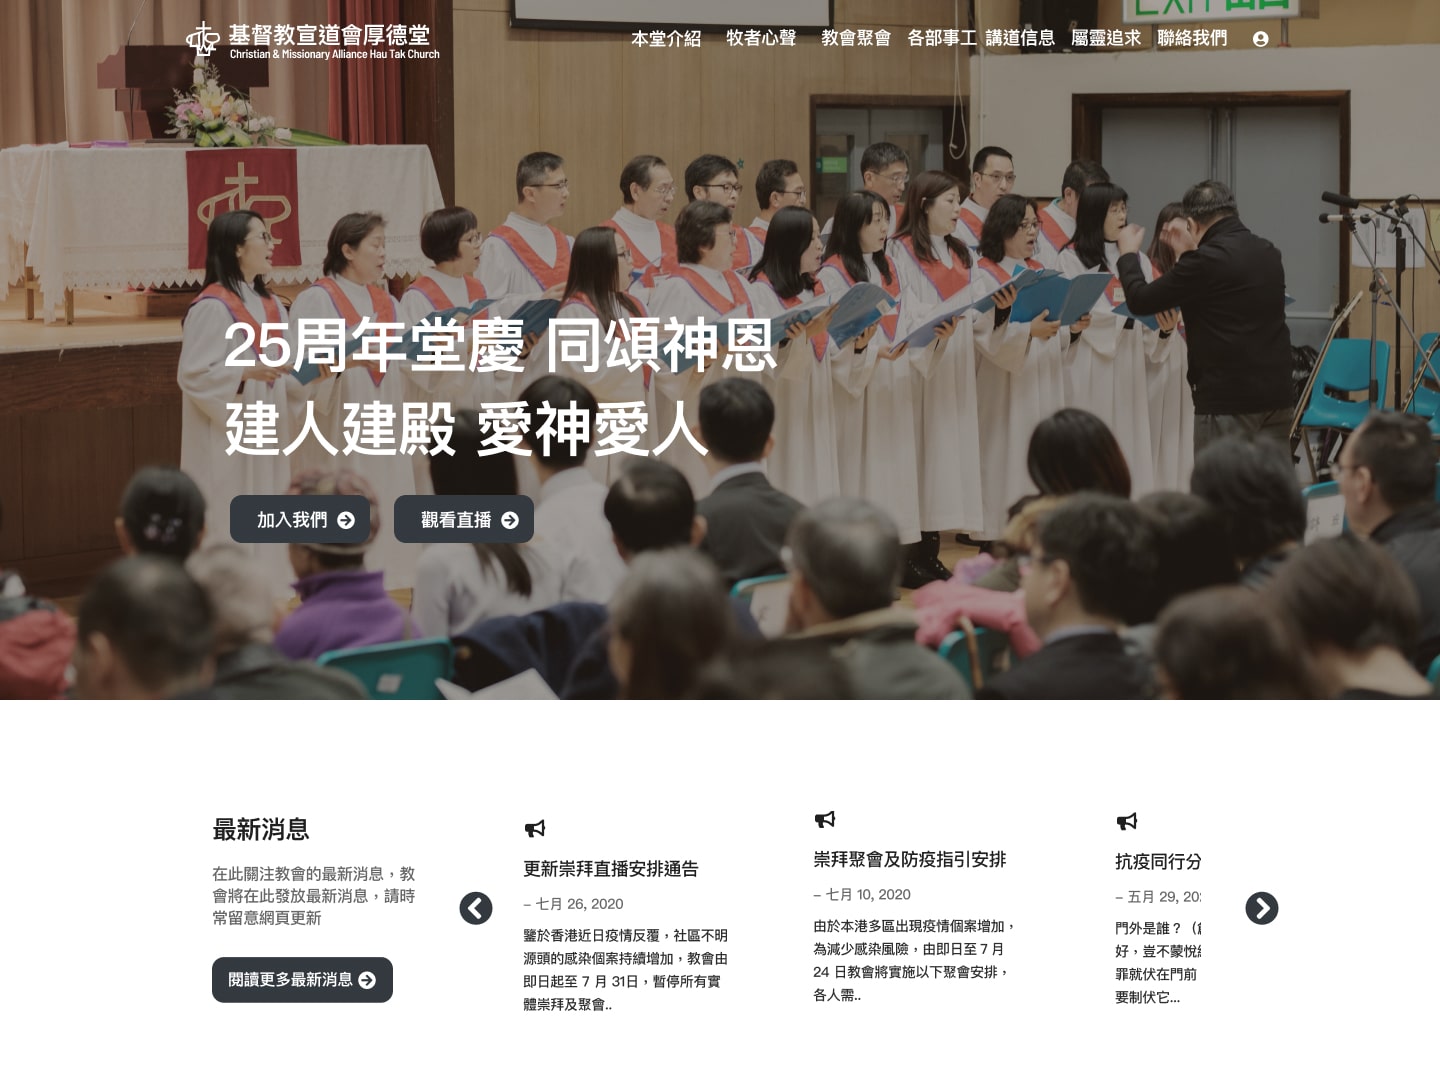 基督教宣道會厚德堂
Christian & Missionary Alliance Hau Tak Church
本堂介紹 牧者心聲 教會聚會 各部事工 講道信息 屬靈追求 聯絡我們
25周年堂慶 同頌神恩
建人建殿 愛神愛人
加入我們
觀看直播
最新消息
在此關注教會的最新消息，教
會將在此發放最新消息，請時
常留意網頁更新
閱讀更多最新消息
更新崇拜直播安排通告
– 七月 26, 2020
鑒於香港近日疫情反覆，社區不明
源頭的感染個案持續增加，教會由
即日起至 7 月 31日，暫停所有實
體崇拜及聚會..
崇拜聚會及防疫指引安排
– 七月 10, 2020
由於本港多區出現疫情個案增加，
為減少感染風險，由即日至 7 月
24 日教會將實施以下聚會安排，
各人需..
抗疫同行分
– 五月 29, 20
門外是誰？（
好，豈不蒙悅
罪就伏在門前
要制伏它...